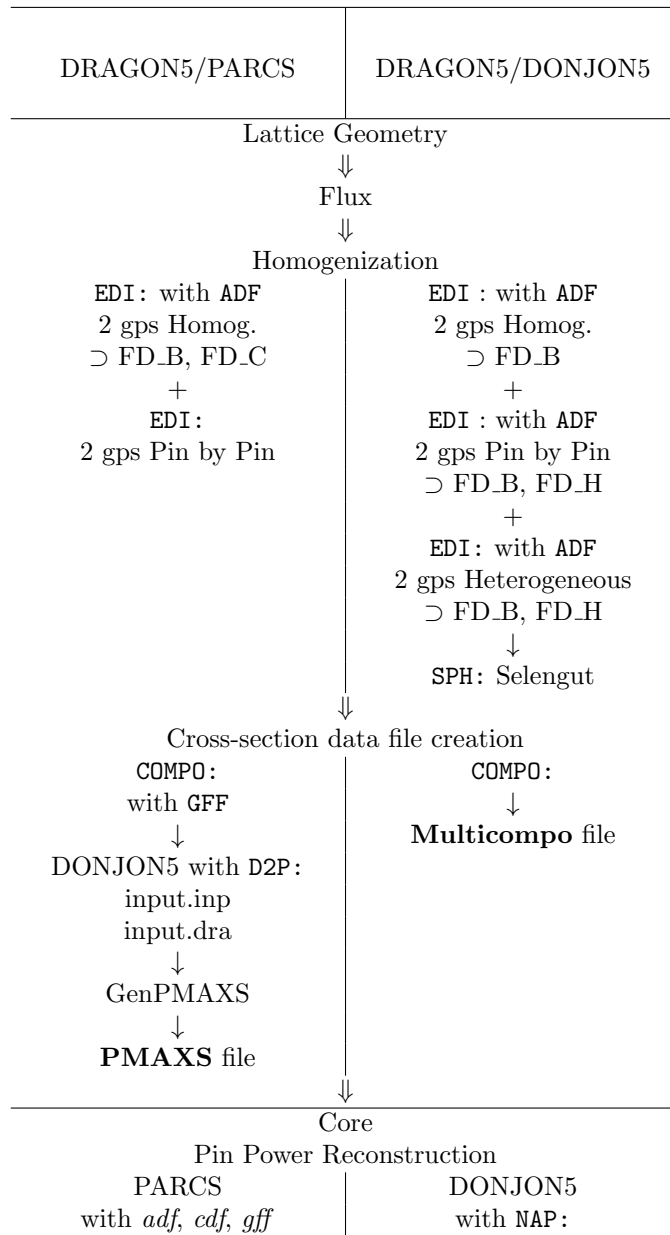 DRAGON5/PARCS DRAGON5/DONJON5
Lattice Geometry
⇓
Flux
⇓
Homogenization
EDI: with ADF EDI : with ADF
2 gps Homog. 2 gps Homog.
⊃ FD_B, FD_C ⊃ FD_B
+ +
EDI: EDI : with ADF
2 gps Pin by Pin 2 gps Pin by Pin
⊃ FD_B, FD_H
+
EDI: with ADF
2 gps Heterogeneous
⊃ FD_B, FD_H
↓
SPH: Selengut
⇓
Cross-section data file creation
COMPO: COMPO:
with GFF ↓
↓ Multicompo file
DONJON5 with D2P:
input.inp
input.dra
↓
GenPMAXS
↓
PMAXS file
⇓
Core
Pin Power Reconstruction
PARCS DONJON5
with adf, cdf, gff with NAP: